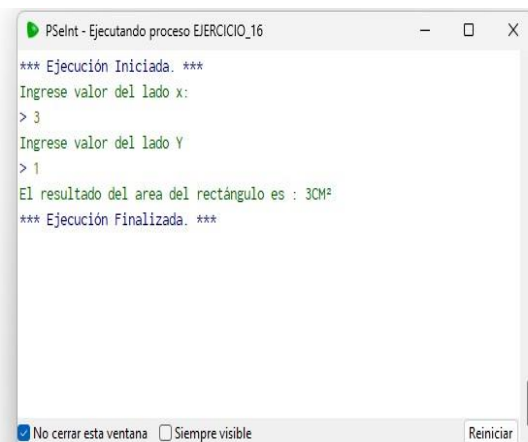 PSeInt - Ejecutando proceso EJERCICIO_16
*** Ejecución Iniciada. ***
Ingrese valor del lado x:
> 3
Ingrese valor del lado Y
> 1
El resultado del area del rectángulo es : 3CM²
*** Ejecución Finalizada. ***
No cerrar esta ventana Siempre visible Reiniciar